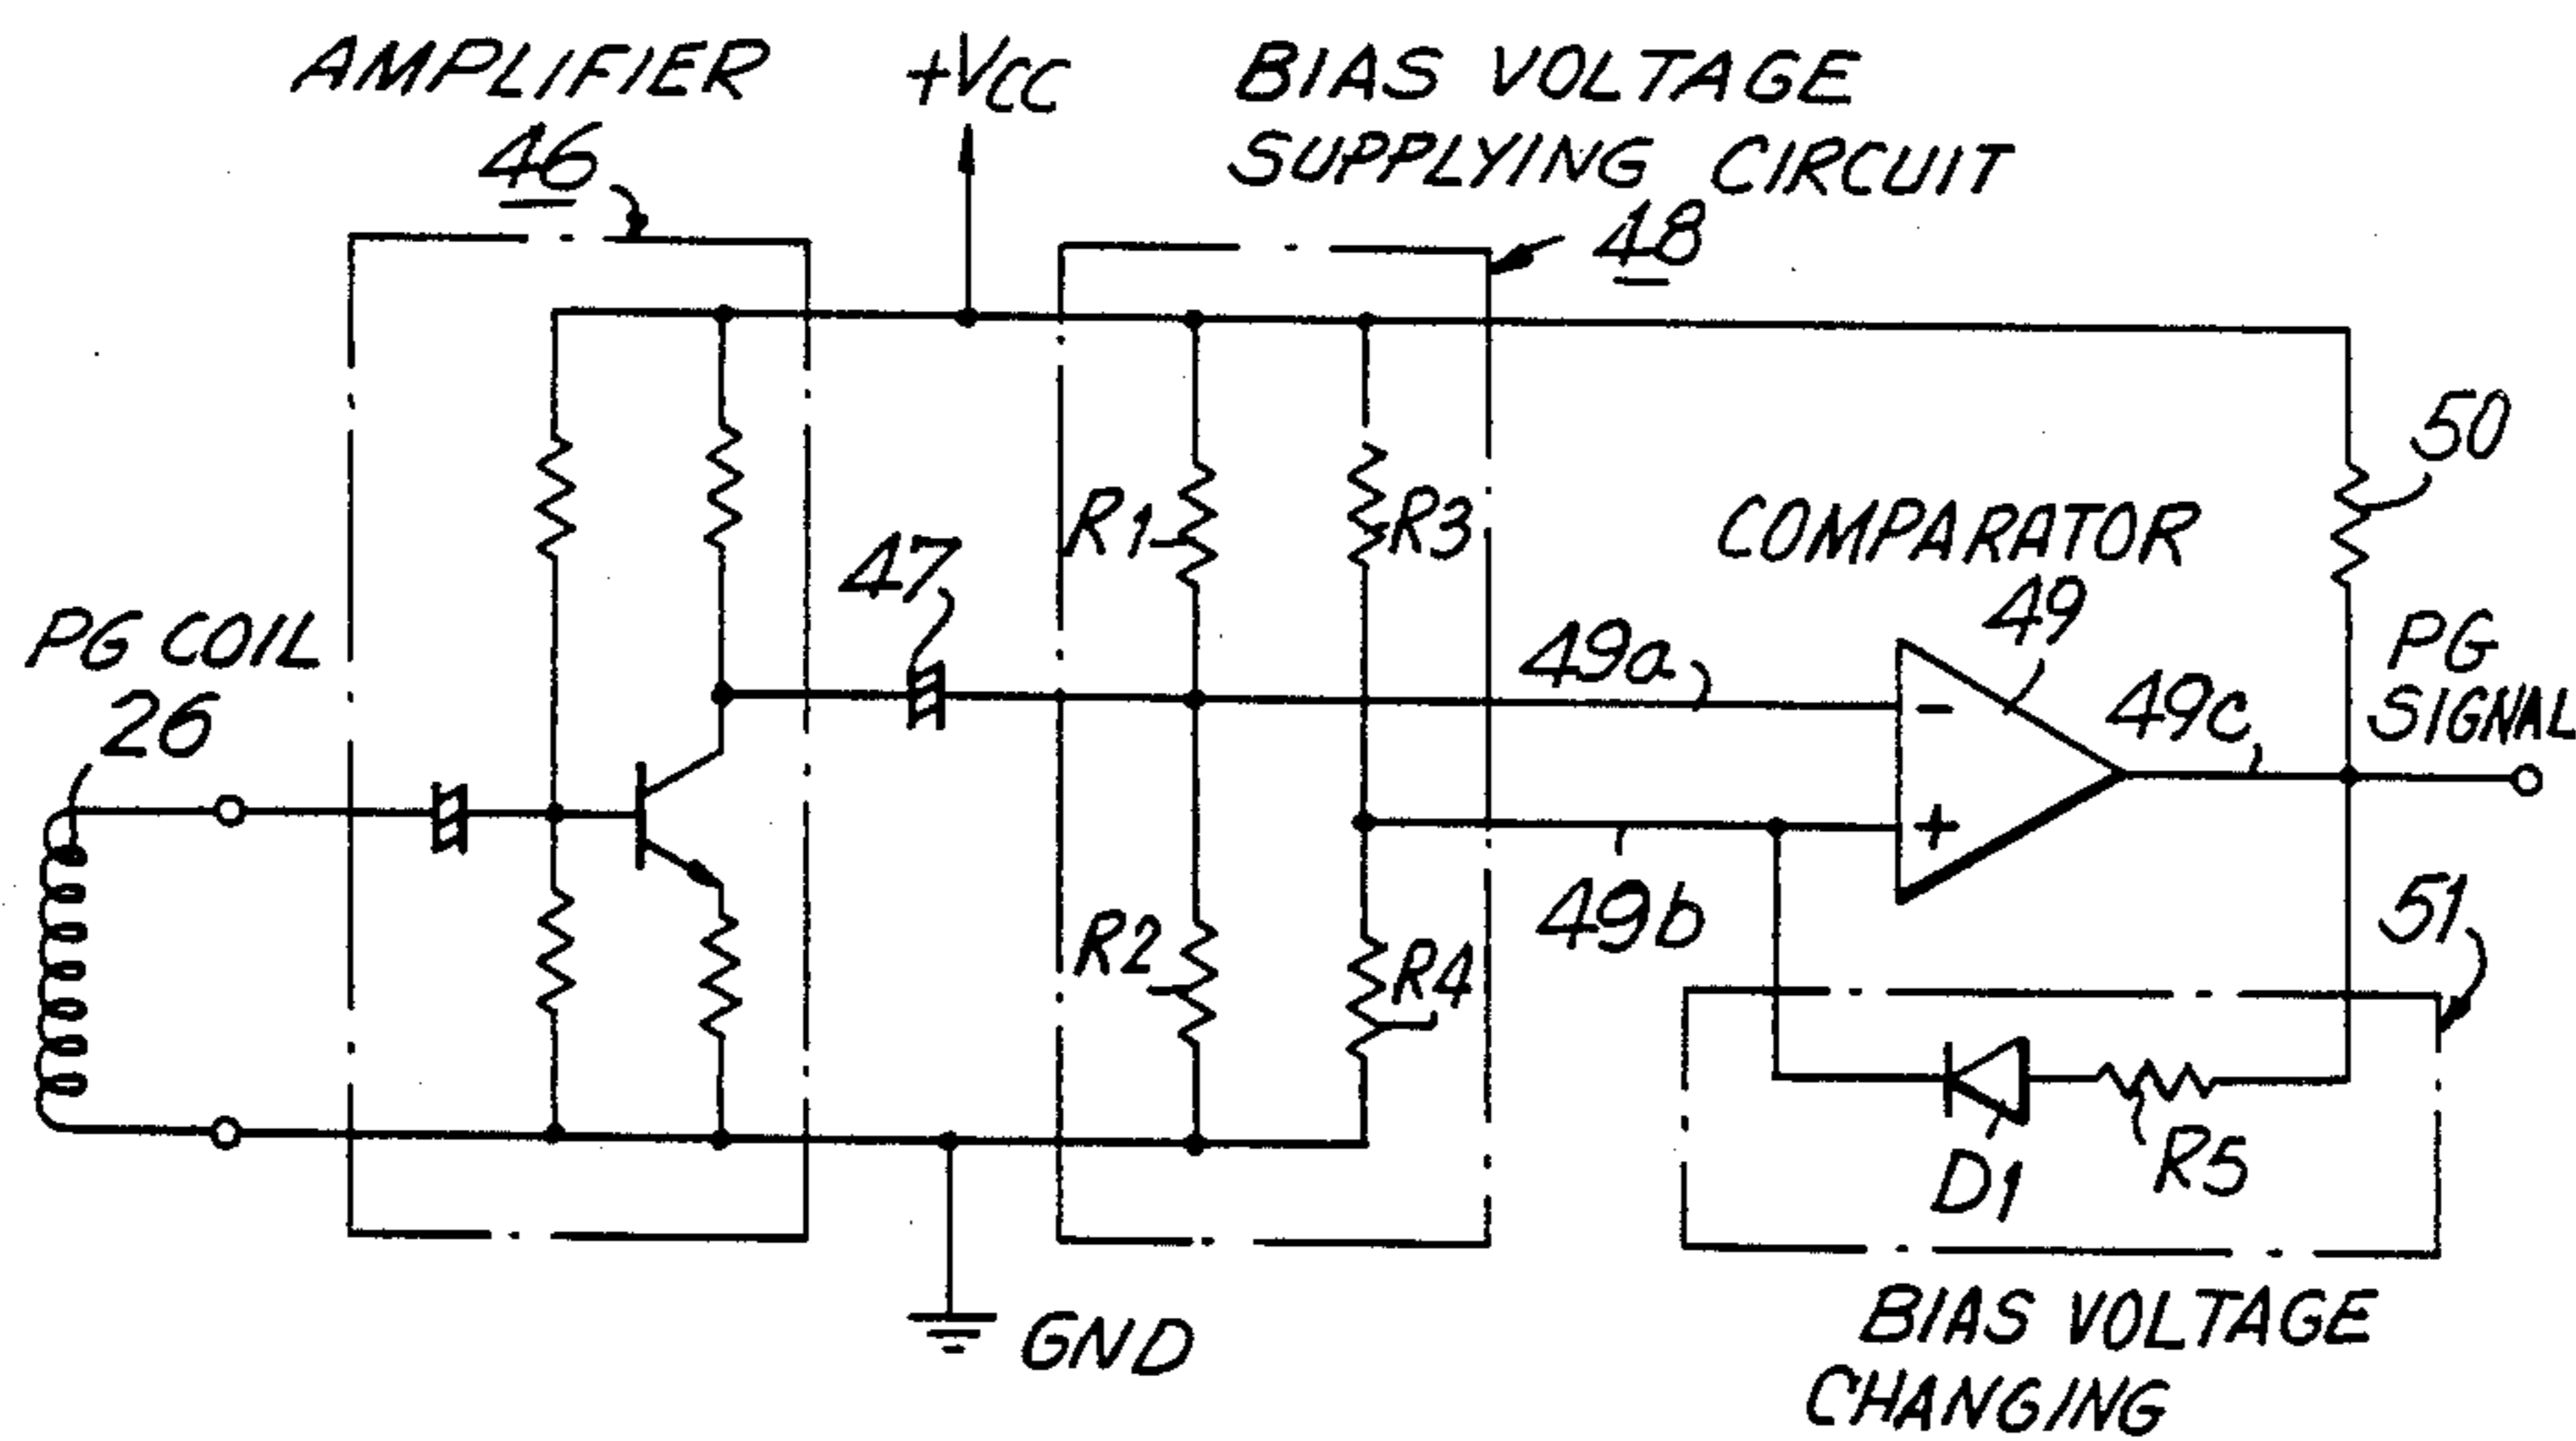 AMPLIFIER
46
+VCC
BIAS VOLTAGE
SUPPLYING CIRCUIT
48
50
R1
R3
COMPARATOR
49
47
PG COIL
26
49a
49c
PG
SIGNAL
-
+
49b
51
R2
R4
D1
R5
GND
BIAS VOLTAGE
CHANGING